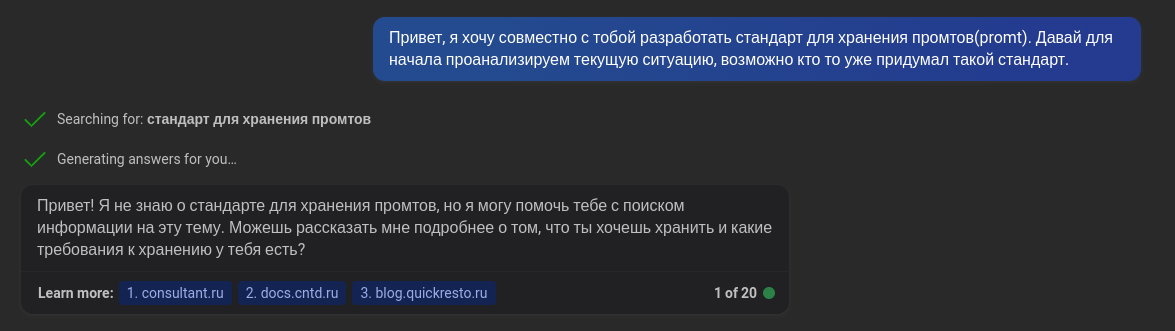 Привет, я хочу совместно с тобой разработать стандарт для хранения промтов(promt). Давай для
начала проанализируем текущую ситуацию, возможно кто то уже придумал такой стандарт.
Searching for: стандарт для хранения промтов
Generating answers for you…
Привет! Я не знаю о стандарте для хранения промтов, но я могу помочь тебе с поиском
информации на эту тему. Можешь рассказать мне подробнее о том, что ты хочешь хранить и какие
требования к хранению у тебя есть?
Learn more: 1. consultant.ru 2. docs.cntd.ru 3. blog.quickresto.ru 1 of 20